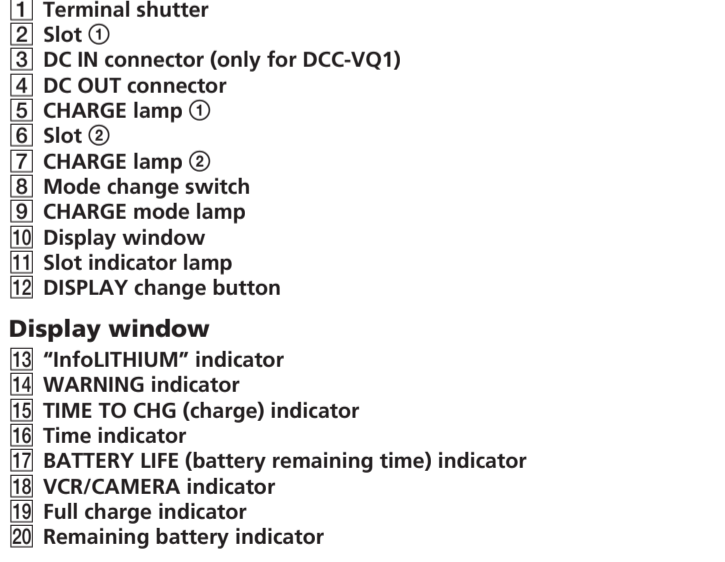 1 Terminal shutter
2 Slot ①
3 DC IN connector (only for DCC-VQ1)
4 DC OUT connector
5 CHARGE lamp ①
6 Slot ②
7 CHARGE lamp ②
8 Mode change switch
9 CHARGE mode lamp
10 Display window
11 Slot indicator lamp
12 DISPLAY change button
Display window
13 “InfoLITHIUM” indicator
14 WARNING indicator
15 TIME TO CHG (charge) indicator
16 Time indicator
17 BATTERY LIFE (battery remaining time) indicator
18 VCR/CAMERA indicator
19 Full charge indicator
20 Remaining battery indicator